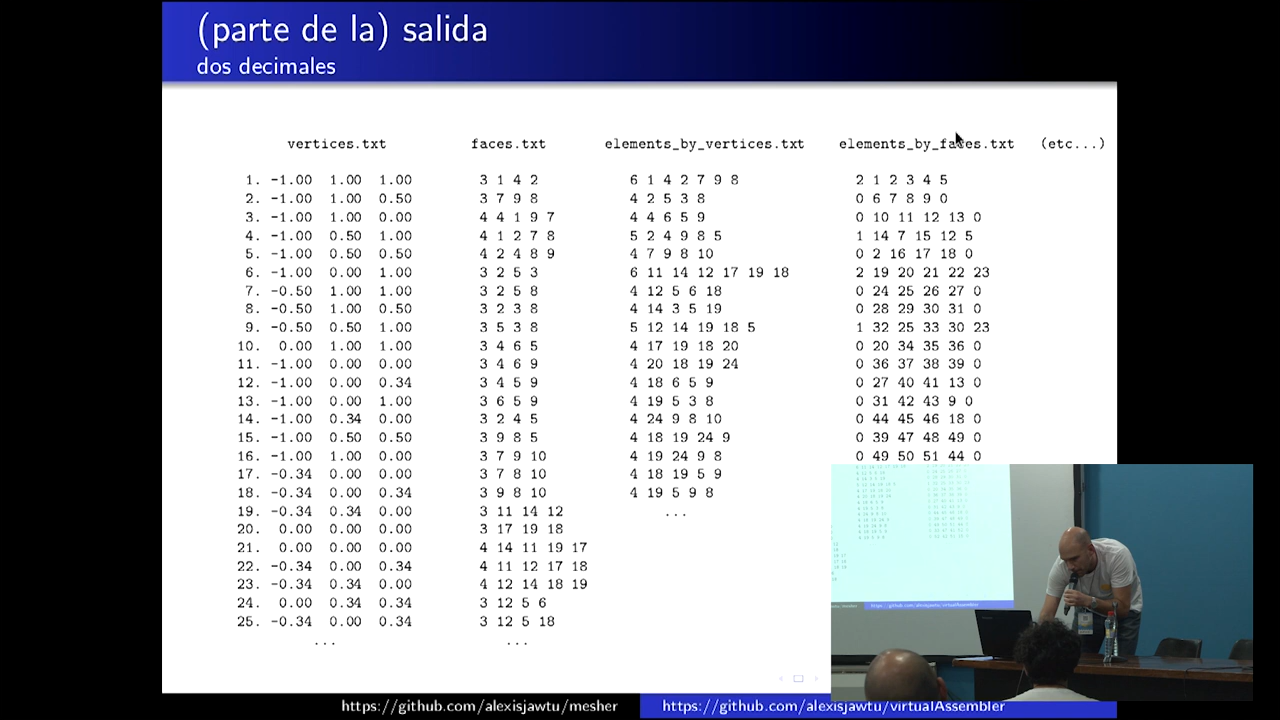 (parte de la) salida
dos decimales
vertices.txt faces.txt elements_by_vertices.txt elements_by_faces.txt (etc...)
1. -1.00 1.00 1.00 3 1 4 2 6 1 4 2 7 9 8 2 1 2 3 4 5
2. -1.00 1.00 0.50 3 7 9 8 4 2 5 3 8 0 6 7 8 9 0
3. -1.00 1.00 0.00 4 4 1 9 7 4 4 6 5 9 0 10 11 12 13 0
4. -1.00 0.50 1.00 4 1 2 7 8 5 2 4 9 8 5 1 14 7 15 12 5
5. -1.00 0.50 0.50 4 2 4 8 9 4 7 9 8 10 0 2 16 17 18 0
6. -1.00 0.00 1.00 3 2 5 3 6 11 14 12 17 19 18 2 19 20 21 22 23
7. -0.50 1.00 1.00 3 2 5 8 4 12 5 6 18 0 24 25 26 27 0
8. -0.50 1.00 0.50 3 2 3 8 4 14 3 5 19 0 28 29 30 31 0
9. -0.50 0.50 1.00 3 5 3 8 5 12 14 19 18 5 1 32 25 33 30 23
10. 0.00 1.00 1.00 3 4 6 5 4 17 19 18 20 0 20 34 35 36 0
11. -1.00 0.00 0.00 3 4 6 9 4 20 18 19 24 0 36 37 38 39 0
12. -1.00 0.00 0.34 3 4 5 9 4 18 6 5 9 0 27 40 41 13 0
13. -1.00 0.00 1.00 3 6 5 9 4 19 5 3 8 0 31 42 43 9 0
14. -1.00 0.34 0.00 3 2 4 5 4 24 9 8 10 0 44 45 46 18 0
15. -1.00 0.50 0.50 3 9 8 5 4 18 19 24 9 0 39 47 48 49 0
16. -1.00 1.00 0.00 3 7 9 10 4 19 24 9 8 0 49 50 51 44 0
17. -0.34 0.00 0.00 3 7 8 10 4 18 19 5 9
18. -0.34 0.00 0.34 3 9 8 10 4 19 5 9 8
19. -0.34 0.34 0.00 3 11 14 12 ...
20. 0.00 0.00 0.00 3 17 19 18
21. 0.00 0.00 0.34 4 14 11 19 17
22. -0.34 0.00 0.34 4 11 12 17 18
23. -0.34 0.34 0.00 4 12 14 18 19
24. 0.00 0.34 0.34 3 12 5 6
25. -0.34 0.00 0.34 3 12 5 18
... ...
https://github.com/alexisjawtu/mesher https://github.com/alexisjawtu/virtualAssembler